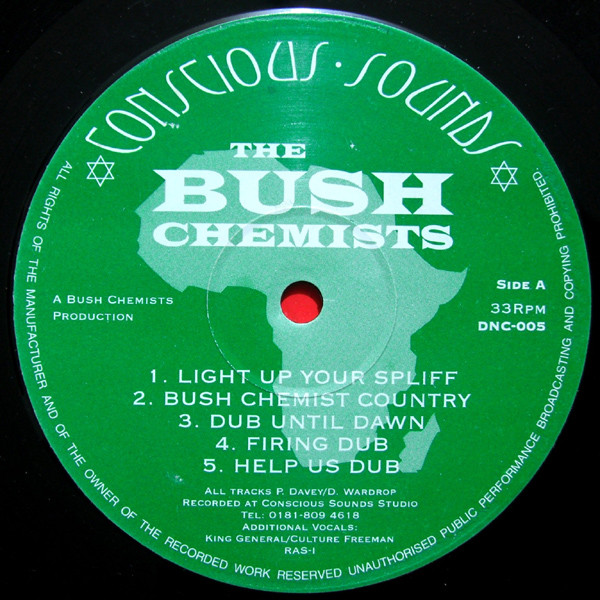 CONSCIOUS · SOUNDS
THE
BUSH
CHEMISTS
SIDE A
33RPM
DNC-005
A BUSH CHEMISTS
PRODUCTION
1. LIGHT UP YOUR SPLIFF
2. BUSH CHEMIST COUNTRY
3. DUB UNTIL DAWN
4. FIRING DUB
5. HELP US DUB
ALL TRACKS P. DAVEY/D. WARDROP
RECORDED AT CONSCIOUS SOUNDS STUDIO
TEL: 0181-809 4618
ADDITIONAL VOCALS:
KING GENERAL/CULTURE FREEMAN
RAS-I
ALL RIGHTS OF THE MANUFACTURER AND OF THE OWNER OF THE RECORDED WORK RESERVED UNAUTHORISED PUBLIC PERFORMANCE BROADCASTING AND COPYING PROHIBITED.